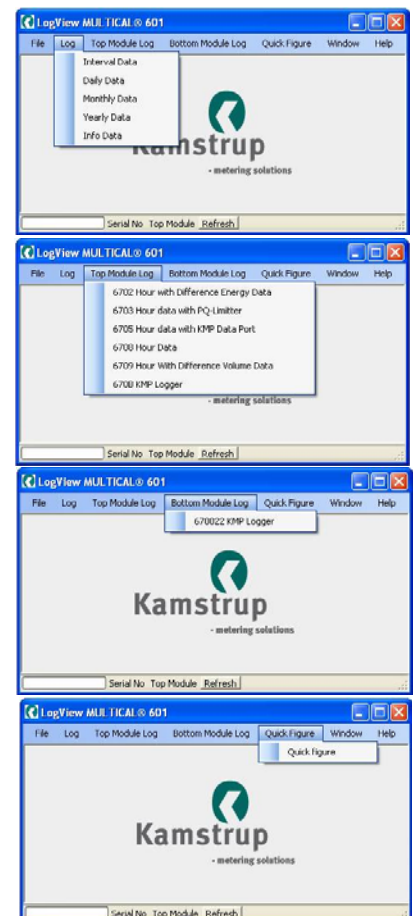 LogView MULTICAL® 601
File Log Top Module Log Bottom Module Log Quick Figure Window Help
Interval Data
Daily Data
Monthly Data
Yearly Data
Info Data
Kamstrup
- metering solutions
Serial No Top Module Refresh
LogView MULTICAL® 601
File Log Top Module Log Bottom Module Log Quick Figure Window Help
6702 Hour with Difference Energy Data
6703 Hour data with PQ-Limitter
6705 Hour data with KMP Data Port
6708 Hour Data
6709 Hour With Difference Volume Data
670B KMP Logger
- metering solutions
Serial No Top Module Refresh
LogView MULTICAL® 601
File Log Top Module Log Bottom Module Log Quick Figure Window Help
670022 KMP Logger
Kamstrup
- metering solutions
Serial No Top Module Refresh
LogView MULTICAL® 601
File Log Top Module Log Bottom Module Log Quick Figure Window Help
Quick figure
Kamstrup
- metering solutions
Serial No Top Module Refresh